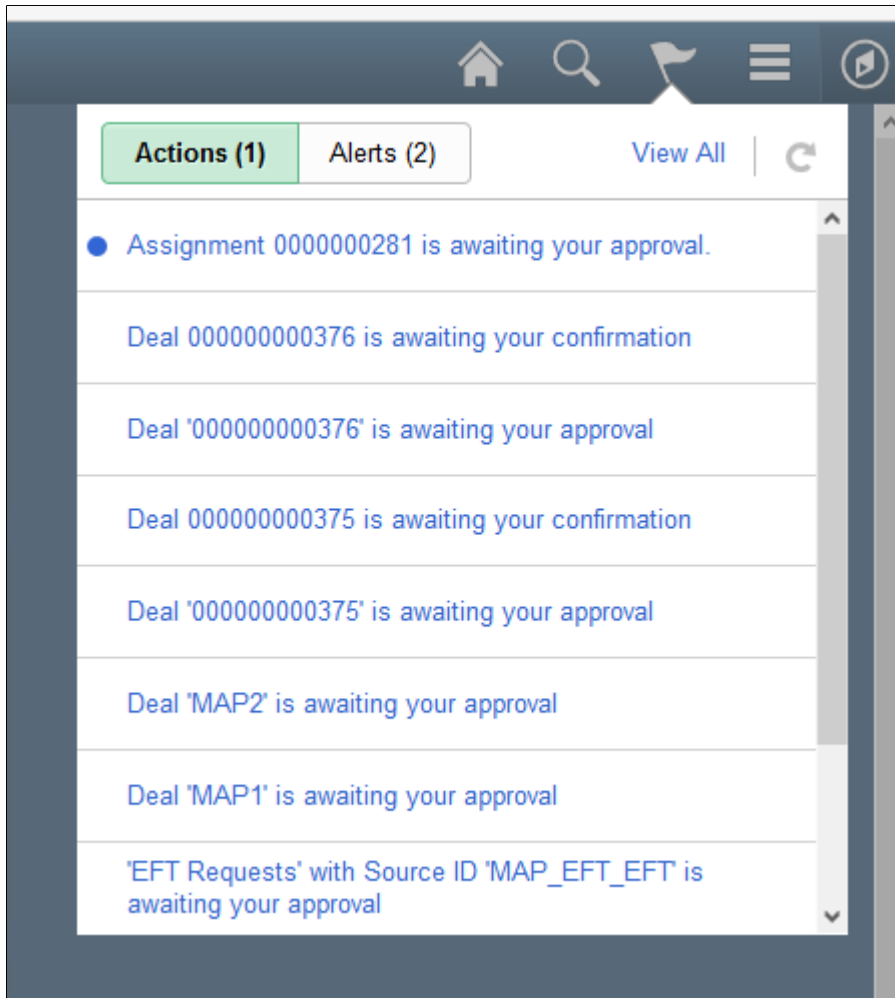 Actions (1)
Alerts (2)
View All
Assignment 0000000281 is awaiting your approval.
Deal 000000000376 is awaiting your confirmation
Deal '000000000376' is awaiting your approval
Deal 000000000375 is awaiting your confirmation
Deal '000000000375' is awaiting your approval
Deal 'MAP2' is awaiting your approval
Deal 'MAP1' is awaiting your approval
'EFT Requests' with Source ID 'MAP_EFT_EFT' is
awaiting your approval